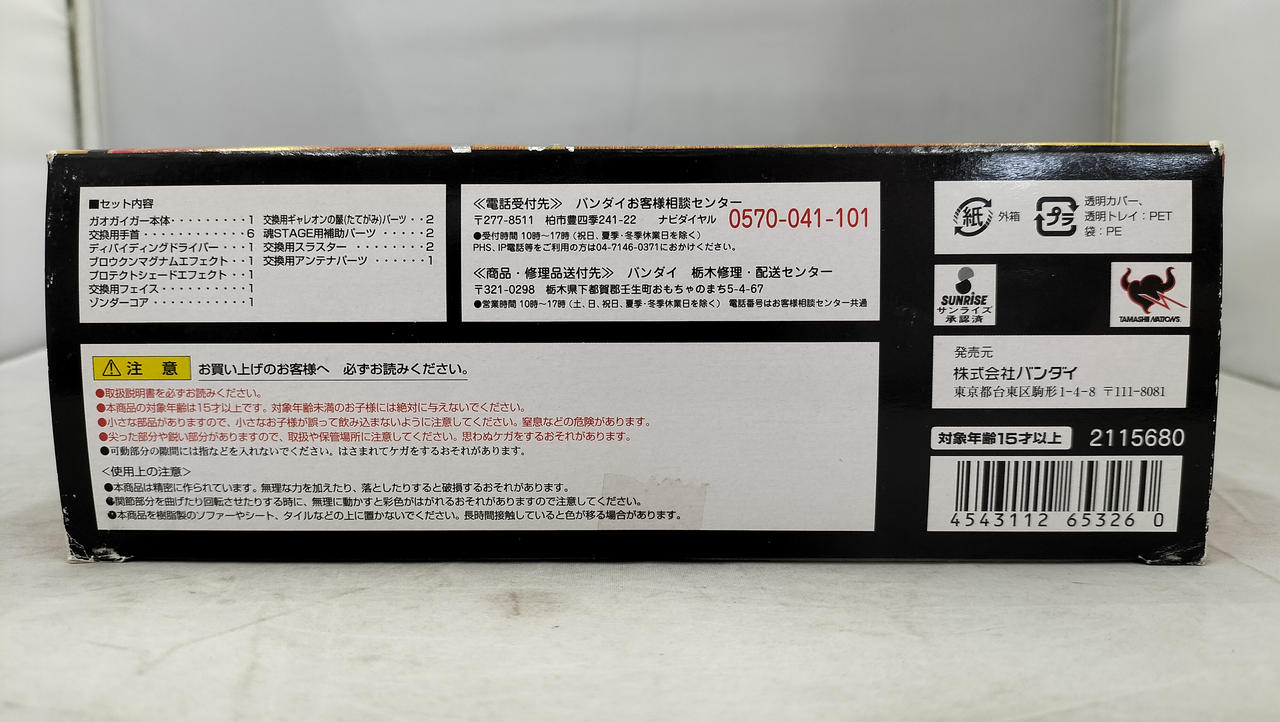 ■セット内容
ガオガイガー本体・・・・・・・・・1
交換用手首・・・・・・・・・・・・6
ディバイディングドライバー・・・1
ブロウクンマグナムエフェクト・・1
プロテクトシェードエフェクト・・1
交換用フェイス・・・・・・・・・・1
ゾンダーコア・・・・・・・・・・・1
交換用ギャレオンの鬣(たてがみ)パーツ・・2
魂STAGE用補助パーツ・・・・・2
交換用スラスター・・・・・・・・2
交換用アンテナパーツ・・・・・・1
≪電話受付先≫ バンダイお客様相談センター
〒277-8511 柏市豊四季241-22 ナビダイヤル 0570-041-101
●受付時間 10時〜17時(祝日、夏季・冬季休業日を除く)
PHS、IP電話等をご利用の方は04-7146-0371におかけください。
≪商品・修理品送付先≫ バンダイ 栃木修理・配送センター
〒321-0298 栃木県下都賀郡壬生町おもちゃのまち5-4-67
●営業時間 10時〜17時(土、日、祝日、夏季・冬季休業日を除く) 電話番号はお客様相談センター共通
紙 外箱
プラ 透明カバー、
透明トレイ:PET
袋:PE
SUNRISE
サンライズ
承認済
TAMASHII NATIONS.
発売元
株式会社バンダイ
東京都台東区駒形1-4-8 〒111-8081
対象年齢15才以上 2115680
4543112 65326 0
注 意 お買い上げのお客様へ 必ずお読みください。
●取扱説明書を必ずお読みください。
●本商品の対象年齢は15才以上です。対象年齢未満のお子様には絶対に与えないでください。
●小さな部品がありますので、小さなお子様が誤って飲み込まないように注意してください。窒息などの危険があります。
●尖った部分や鋭い部分がありますので、取扱や保管場所に注意してください。思わぬケガをするおそれがあります。
●可動部分の隙間には指などを入れないでください。はさまれてケガをするおそれがあります。
<使用上の注意>
●本商品は精密に作られています。無理な力を加えたり、落としたりすると破損するおそれがあります。
●関節部分を曲げたり回転させたりする時に、無理に動かすと彩色がはがれるおそれがありますので注意してください。
●本商品を樹脂製のソファーやシート、タイルなどの上に置かないでください。長時間接触していると色が移る場合があります。